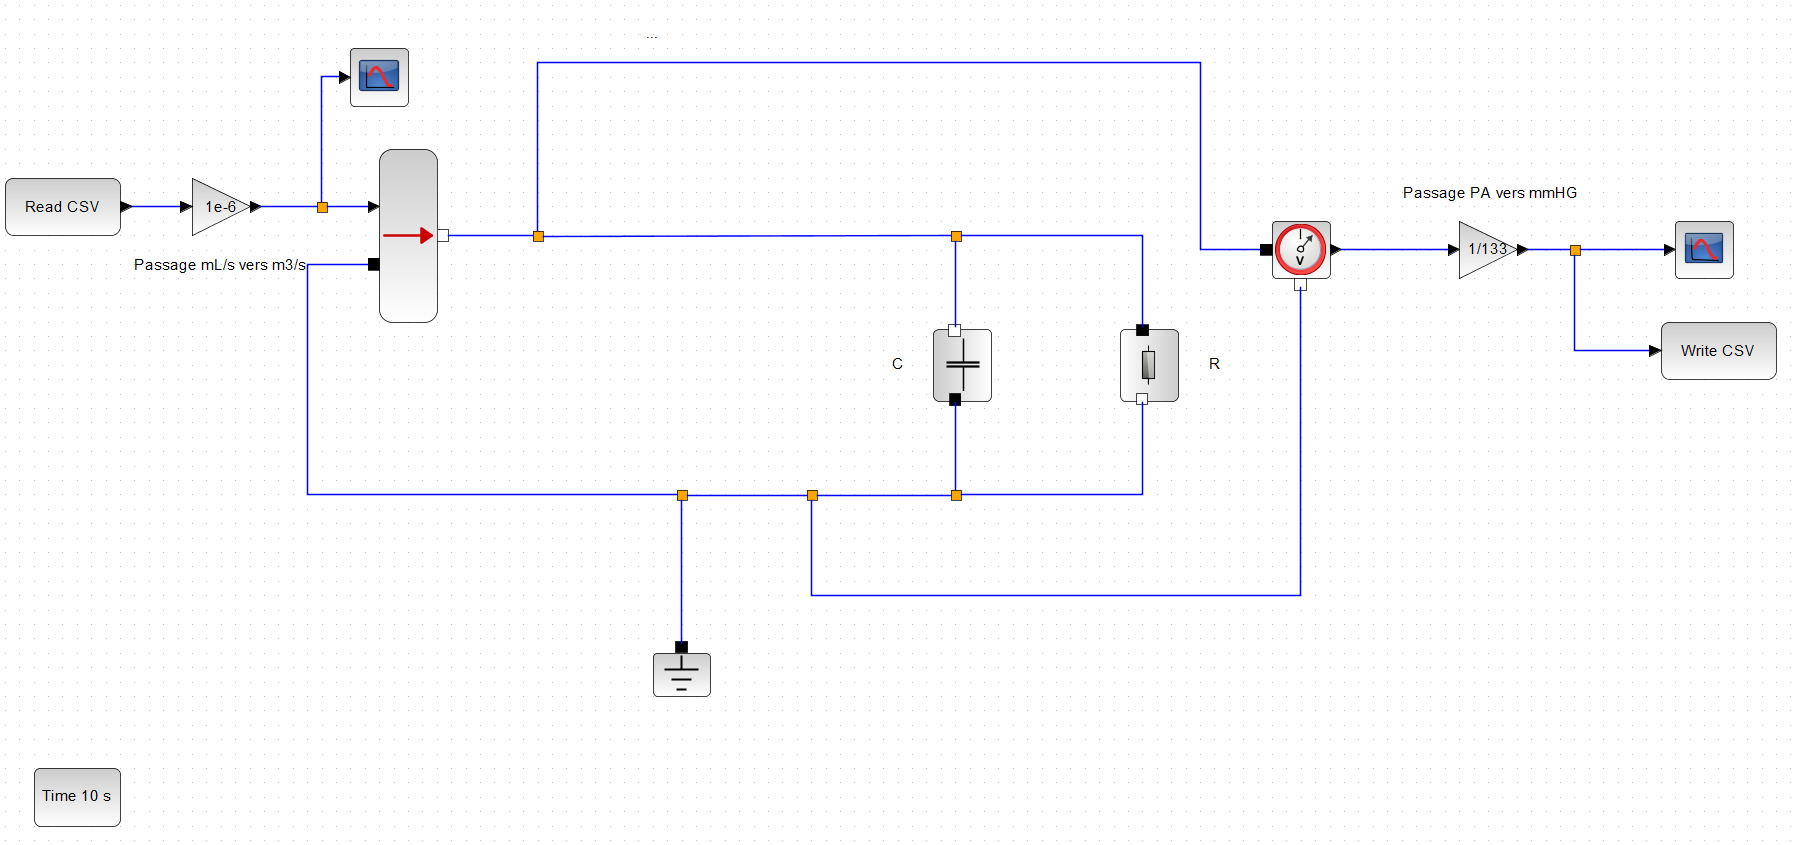 ...
Read CSV
1e-6
Passage mL/s vers m3/s
Passage PA vers mmHG
I
V
1/133
Write CSV
C
R
Time 10 s